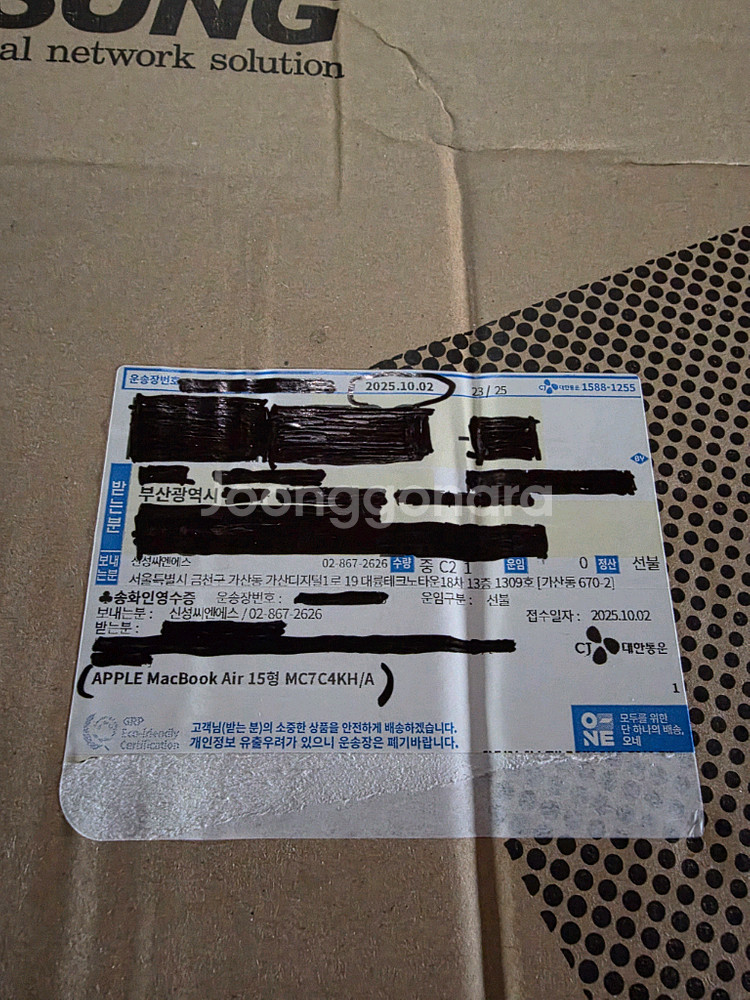 SUNG
al network solution
운송장번호 2025.10.02 23 / 25 CJ대한통운 1588-1255
BY
받는분
부산광역시
Joonggonara
보내는분 신성씨앤에스 02-867-2626 수량 중 C2 1 운임 0 정산 선불
서울특별시 금천구 가산동 가산디지털1로 19 대륭테크노타운18차 13층 1309호 [가산동 670-2]
♣송화인영수증 운송장번호 : 운임구분 : 선불
보내는분 : 신성씨앤에스 / 02-867-2626 접수일자 : 2025.10.02
받는분 :
CJ 대한통운
(APPLE MacBook Air 15형 MC7C4KH/A)
1
GRP
Eco-friendly
Certification
고객님(받는 분)의 소중한 상품을 안전하게 배송하겠습니다.
개인정보 유출우려가 있으니 운송장은 폐기바랍니다.
O-NE
모두를 위한
단 하나의 배송,
오네